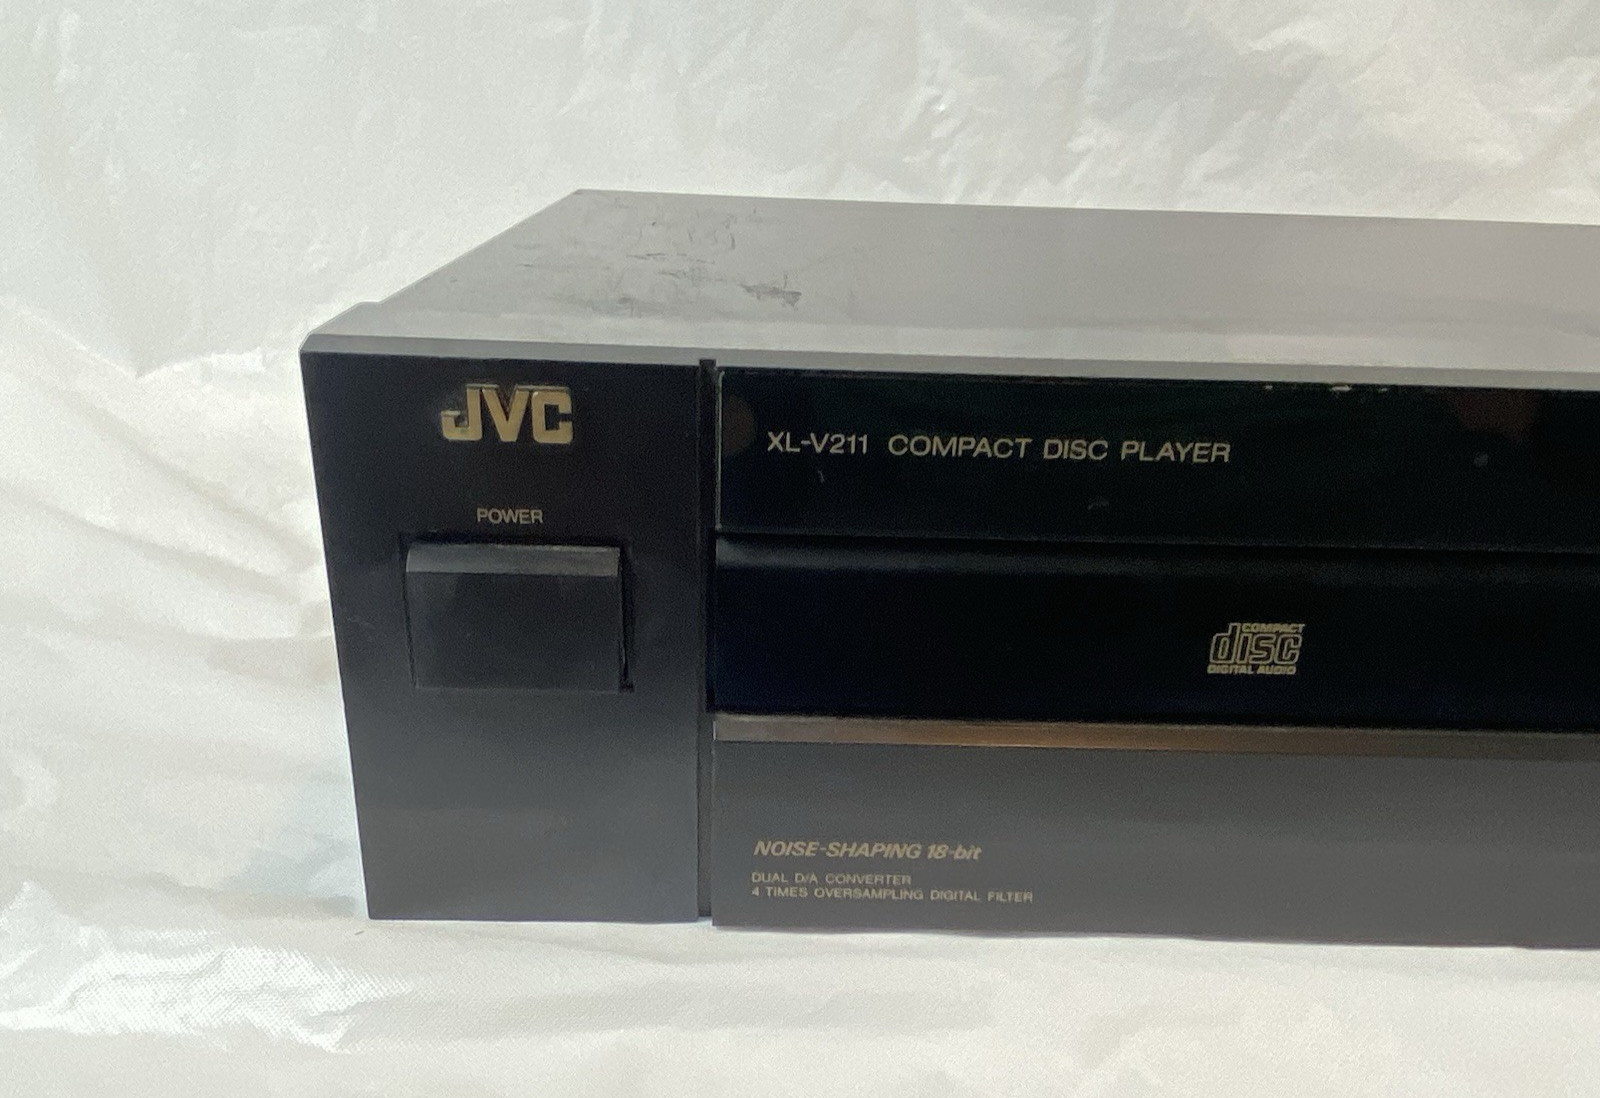 JVC
POWER
XL-V211 COMPACT DISC PLAYER
COMPACT
disc
DIGITAL AUDIO
NOISE-SHAPING 18-bit
DUAL D/A CONVERTER
4 TIMES OVERSAMPLING DIGITAL FILTER